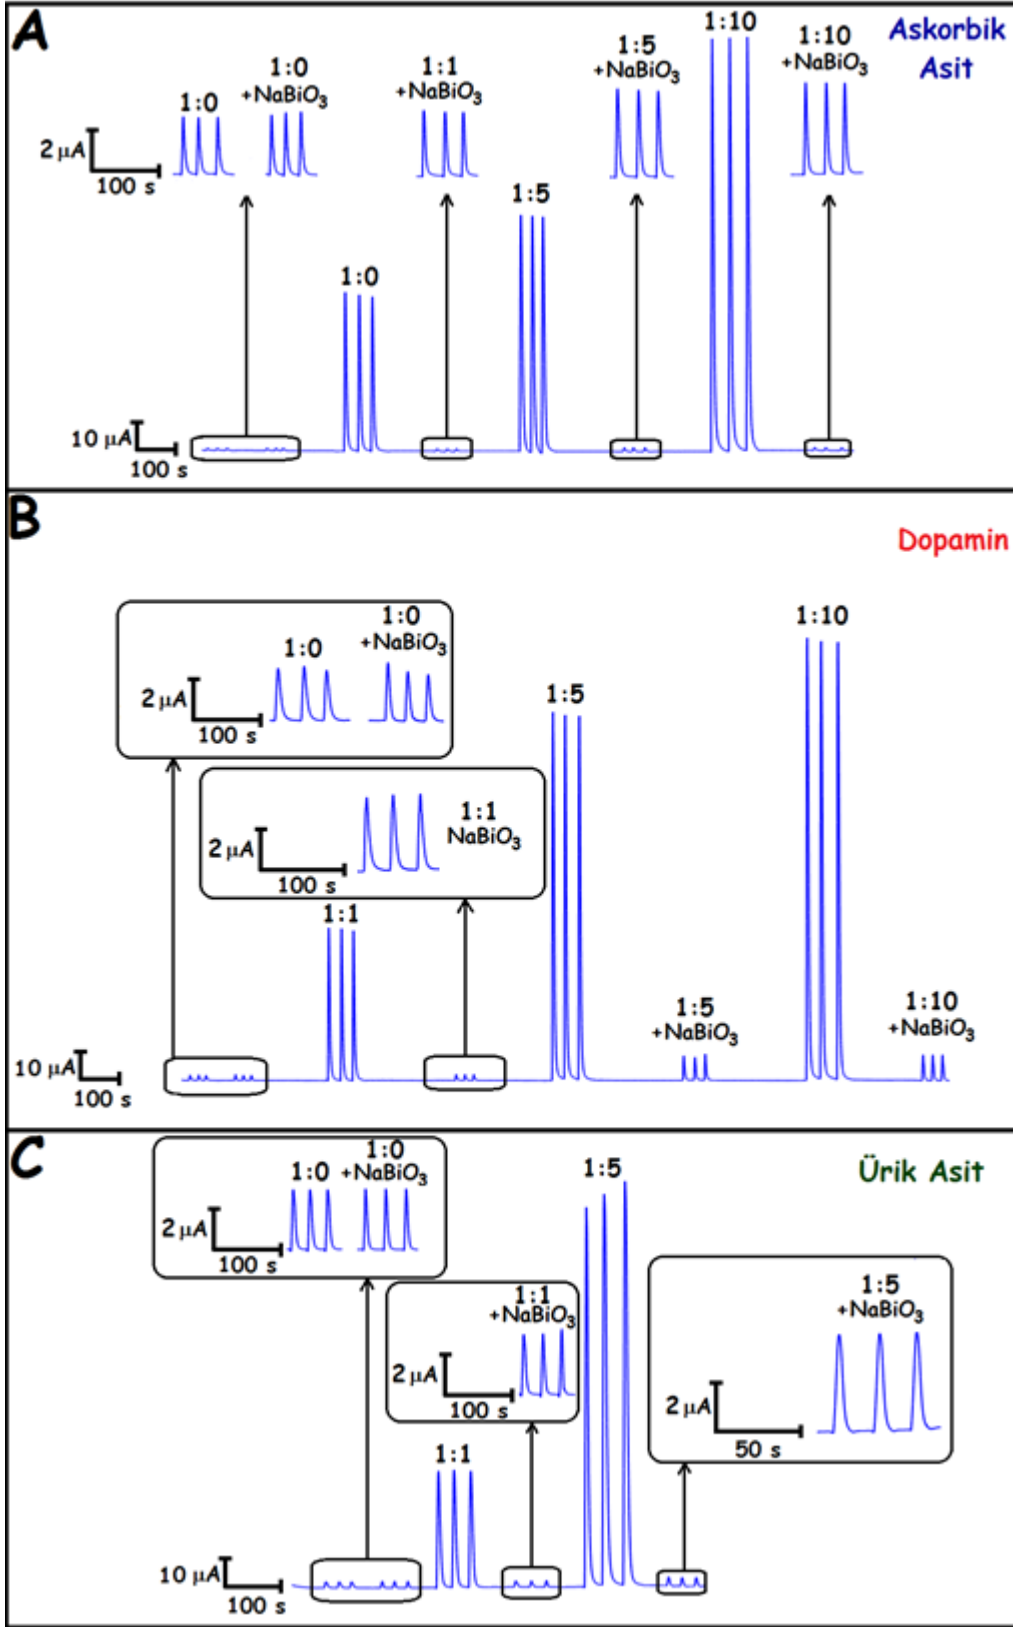 A
Askorbik
Asit
1:0
1:0
+NaBiO₃
1:1
+NaBiO₃
1:5
+NaBiO₃
1:10
1:10
+NaBiO₃
2 µA
100 s
1:5
1:0
10 µA
100 s
B
Dopamin
1:0
1:0
+NaBiO₃
2 µA
100 s
1:10
1:5
1:1
NaBiO₃
2 µA
100 s
1:1
1:5
+NaBiO₃
1:10
+NaBiO₃
10 µA
100 s
C
Ürik Asit
1:0
1:0
+NaBiO₃
1:5
2 µA
100 s
1:1
+NaBiO₃
2 µA
100 s
1:5
+NaBiO₃
2 µA
50 s
1:1
10 µA
100 s